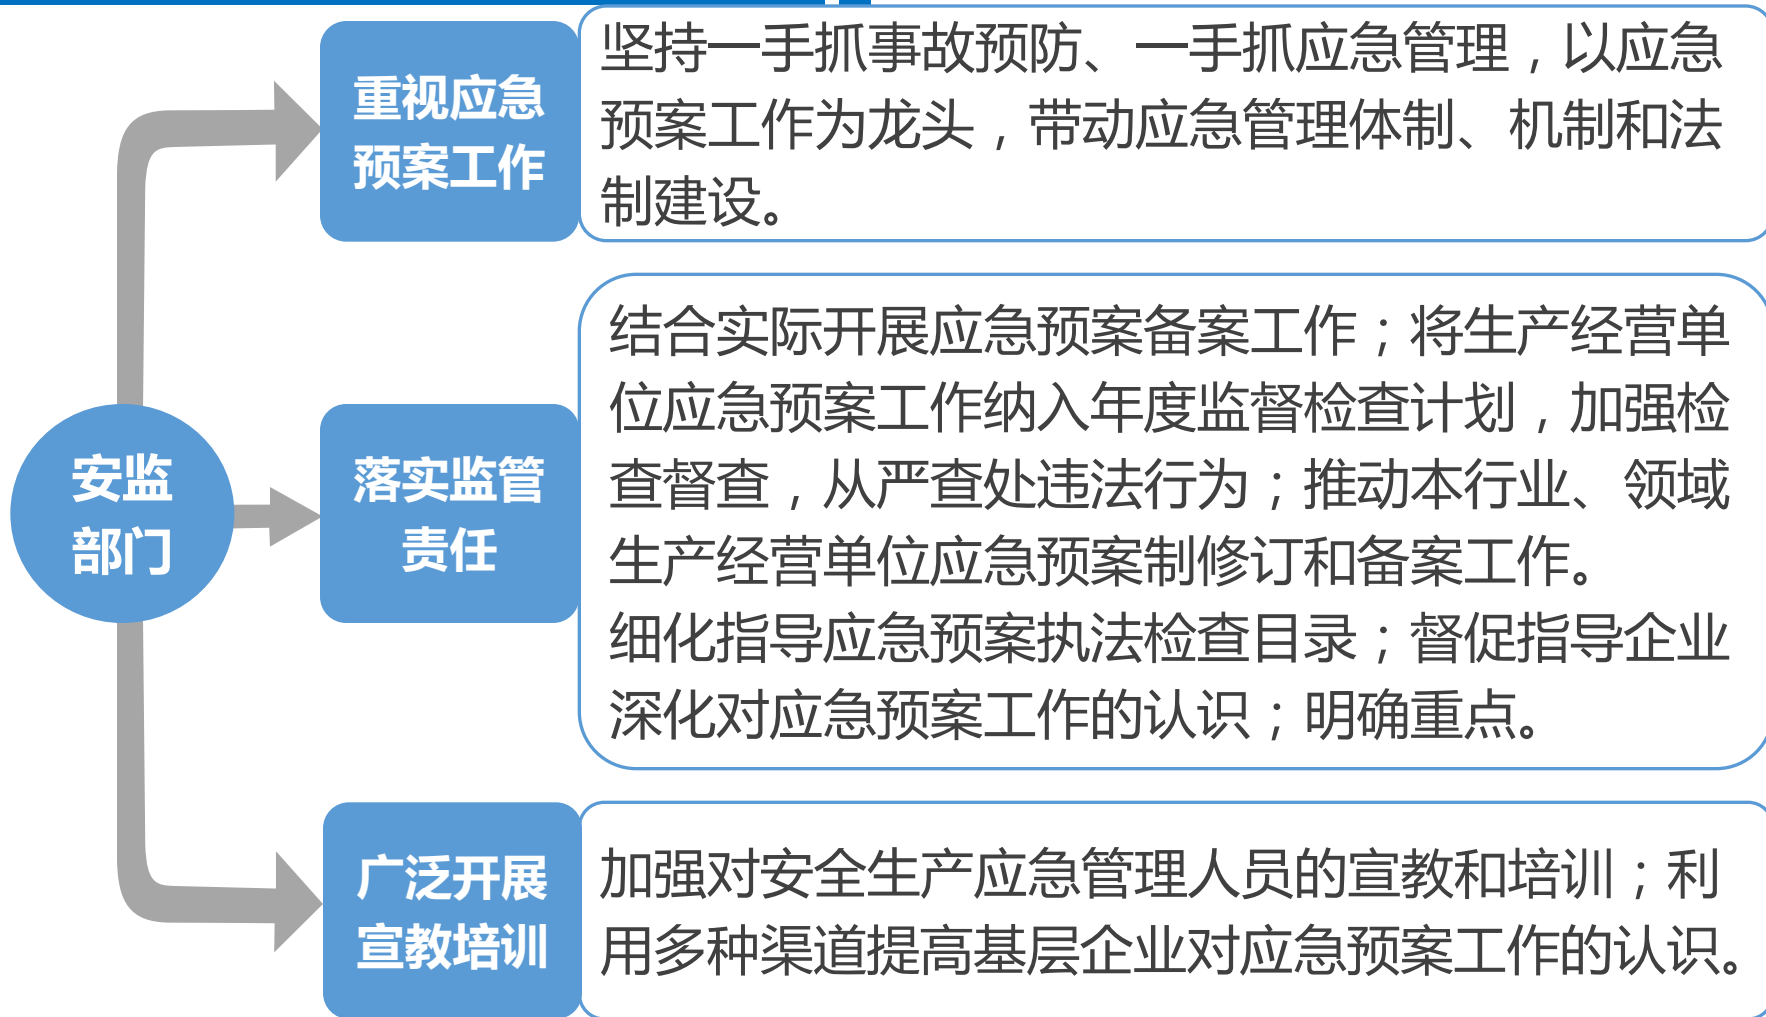 重视应急
预案工作
坚持一手抓事故预防、一手抓应急管理，以应急
预案工作为龙头，带动应急管理体制、机制和法
制建设。
安监
部门
落实监管
责任
结合实际开展应急预案备案工作；将生产经营单
位应急预案工作纳入年度监督检查计划，加强检
查督查，从严查处违法行为；推动本行业、领域
生产经营单位应急预案制修订和备案工作。
细化指导应急预案执法检查目录；督促指导企业
深化对应急预案工作的认识；明确重点。
广泛开展
宣教培训
加强对安全生产应急管理人员的宣教和培训；利
用多种渠道提高基层企业对应急预案工作的认识。